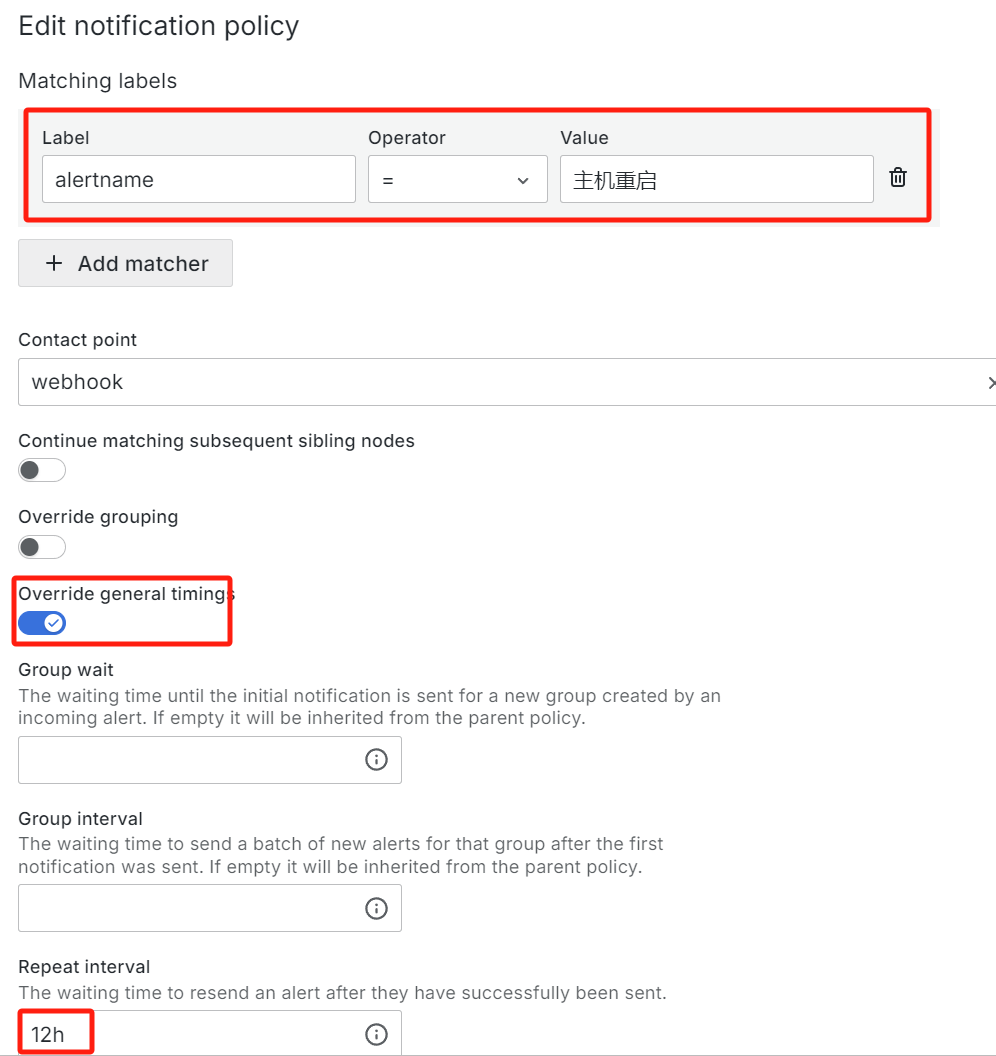 Edit notification policy
Matching labels
Label Operator Value
alertname = 主机重启
+ Add matcher
Contact point
webhook
Continue matching subsequent sibling nodes
Override grouping
Override general timings
Group wait
The waiting time until the initial notification is sent for a new group created by an
incoming alert. If empty it will be inherited from the parent policy.
Group interval
The waiting time to send a batch of new alerts for that group after the first
notification was sent. If empty it will be inherited from the parent policy.
Repeat interval
The waiting time to resend an alert after they have successfully been sent.
12h